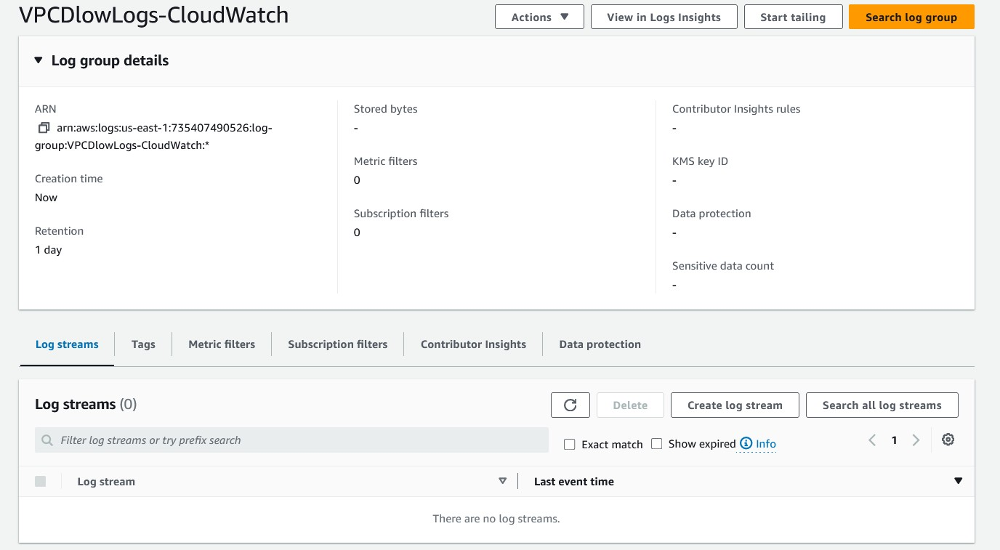 VPCDlowLogs-CloudWatch
Actions
View in Logs Insights
Start tailing
Search log group
Log group details
ARN
arn:aws:logs:us-east-1:735407490526:log-
group:VPCDlowLogs-CloudWatch:*
Creation time
Now
Retention
1 day
Stored bytes
-
Metric filters
0
Subscription filters
0
Contributor Insights rules
-
KMS key ID
-
Data protection
-
Sensitive data count
-
Log streams
Tags
Metric filters
Subscription filters
Contributor Insights
Data protection
Log streams (0)
Delete
Create log stream
Search all log streams
Filter log streams or try prefix search
Exact match
Show expired
Info
1
Log stream
Last event time
There are no log streams.